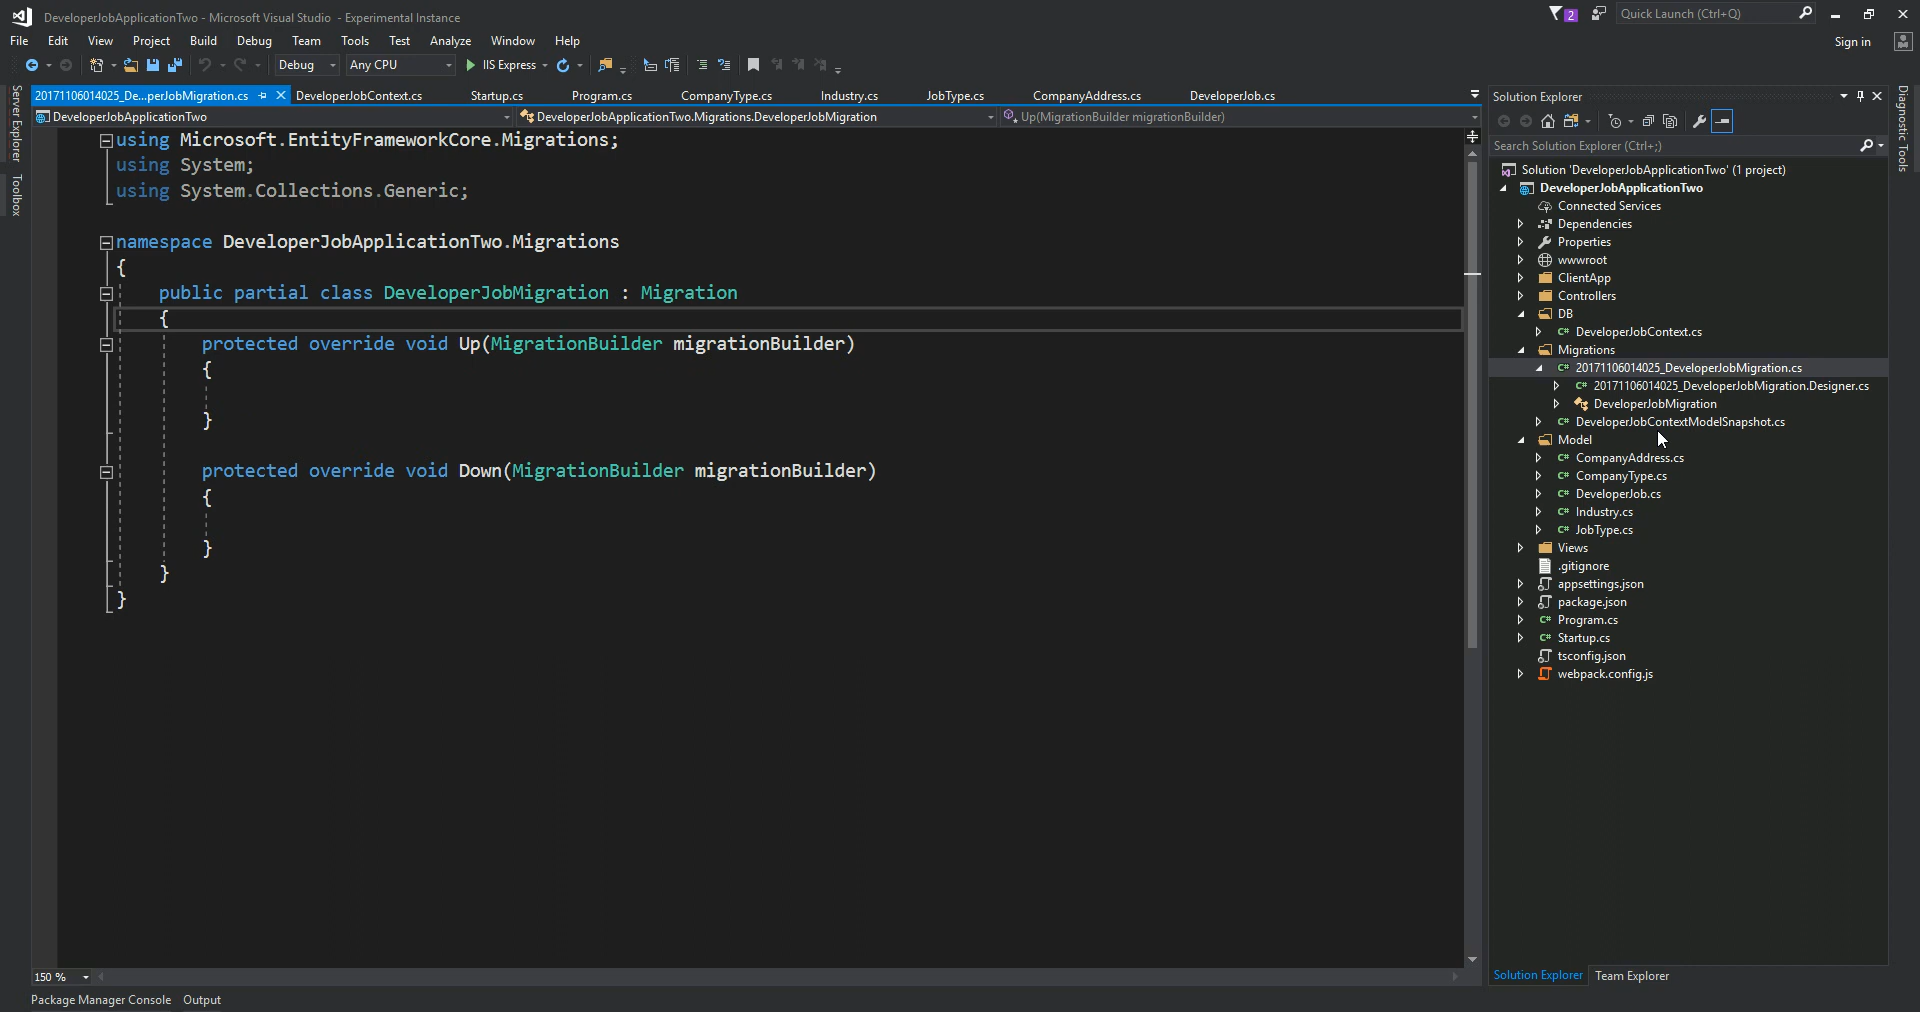 DeveloperJobApplicationTwo - Microsoft Visual Studio - Experimental Instance
2
Quick Launch (Ctrl+Q)
File Edit View Project Build Debug Team Tools Test Analyze Window Help
Sign in
Debug Any CPU IIS Express
Server Explorer
Toolbox
20171106014025_De...perJobMigration.cs DeveloperJobContext.cs Startup.cs Program.cs CompanyType.cs Industry.cs JobType.cs CompanyAddress.cs DeveloperJob.cs
DeveloperJobApplicationTwo DeveloperJobApplicationTwo.Migrations.DeveloperJobMigration Up(MigrationBuilder migrationBuilder)
using Microsoft.EntityFrameworkCore.Migrations;
using System;
using System.Collections.Generic;
namespace DeveloperJobApplicationTwo.Migrations
{
public partial class DeveloperJobMigration : Migration
{
protected override void Up(MigrationBuilder migrationBuilder)
{
}
protected override void Down(MigrationBuilder migrationBuilder)
{
}
}
}
150 %
Package Manager Console Output
Solution Explorer
Search Solution Explorer (Ctrl+;)
Solution 'DeveloperJobApplicationTwo' (1 project)
DeveloperJobApplicationTwo
Connected Services
Dependencies
Properties
wwwroot
ClientApp
Controllers
DB
C# DeveloperJobContext.cs
Migrations
C# 20171106014025_DeveloperJobMigration.cs
C# 20171106014025_DeveloperJobMigration.Designer.cs
DeveloperJobMigration
C# DeveloperJobContextModelSnapshot.cs
Model
C# CompanyAddress.cs
C# CompanyType.cs
C# DeveloperJob.cs
C# Industry.cs
C# JobType.cs
Views
.gitignore
appsettings.json
package.json
C# Program.cs
C# Startup.cs
tsconfig.json
webpack.config.js
Solution Explorer Team Explorer
Diagnostic Tools